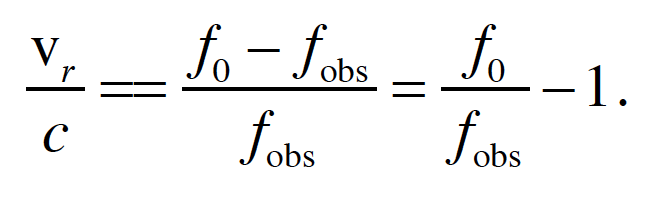 v_r / c == (f_0 − f_obs) / f_obs = f_0 / f_obs − 1.